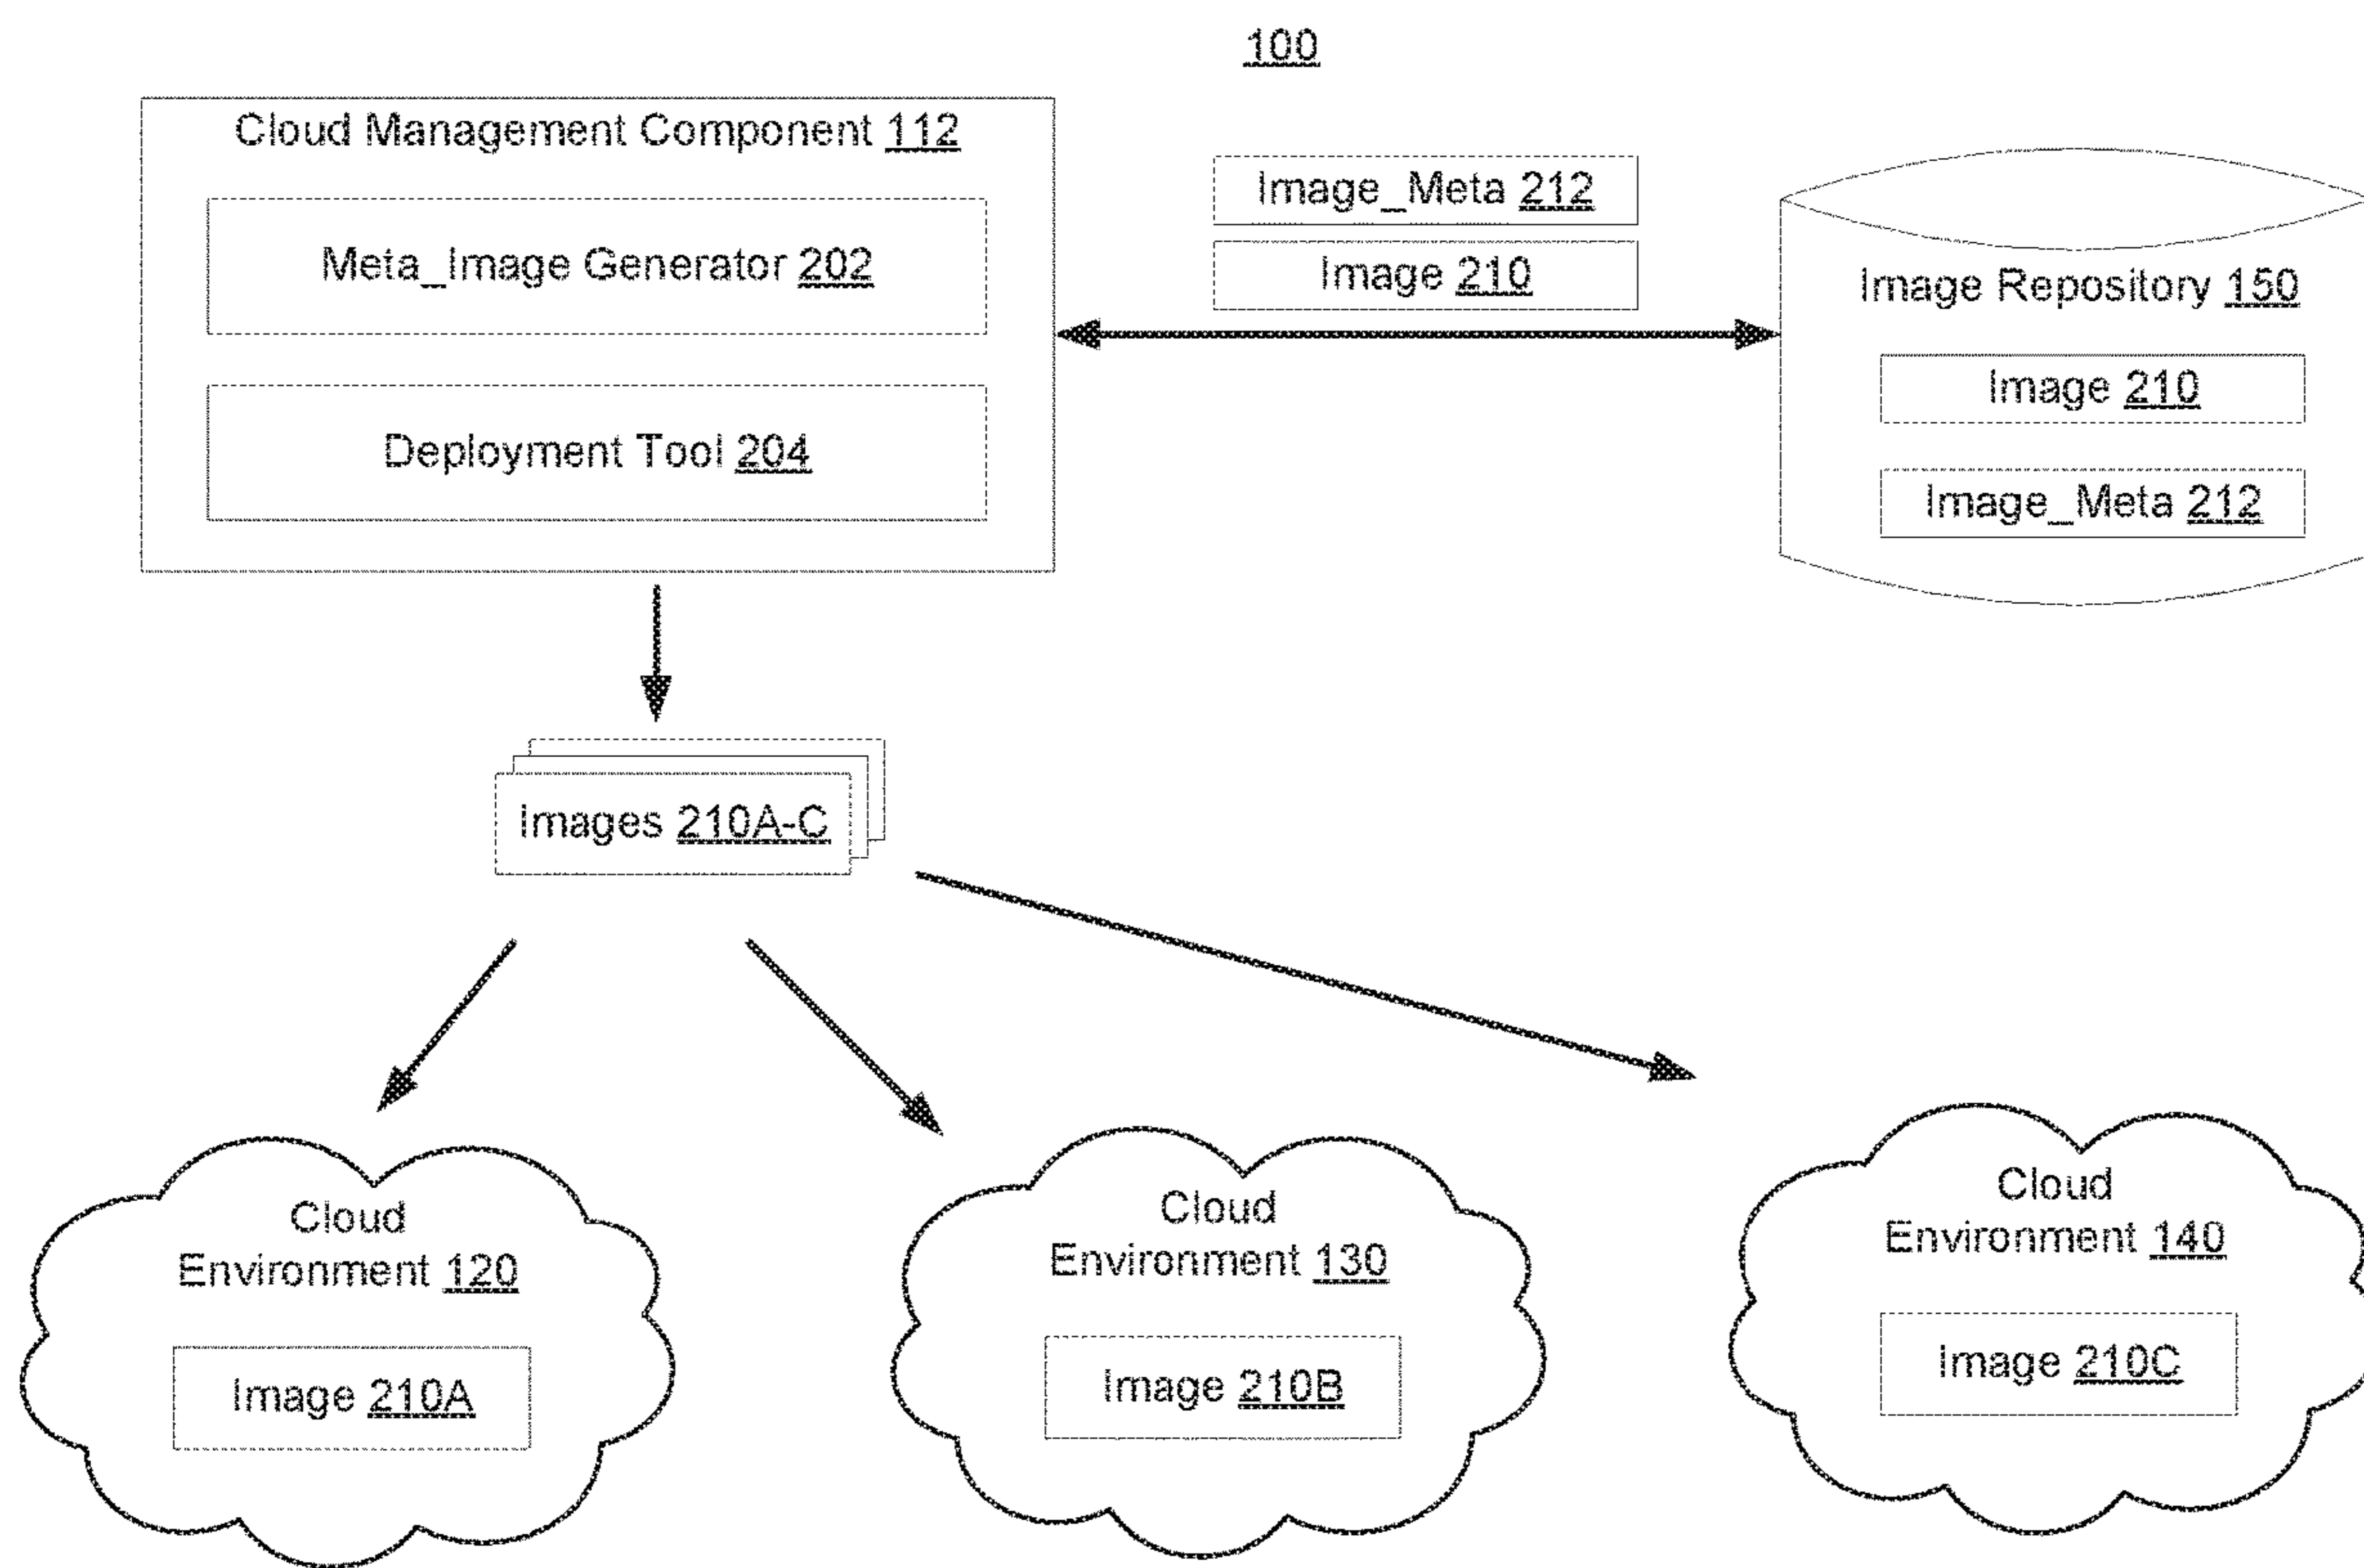 100
Cloud Management Component 112
Meta_Image Generator 202
Deployment Tool 204
Image_Meta 212
Image 210
Image Repository 150
Image 210
Image_Meta 212
Images 210A-C
Cloud
Environment 120
Image 210A
Cloud
Environment 130
Image 210B
Cloud
Environment 140
Image 210C